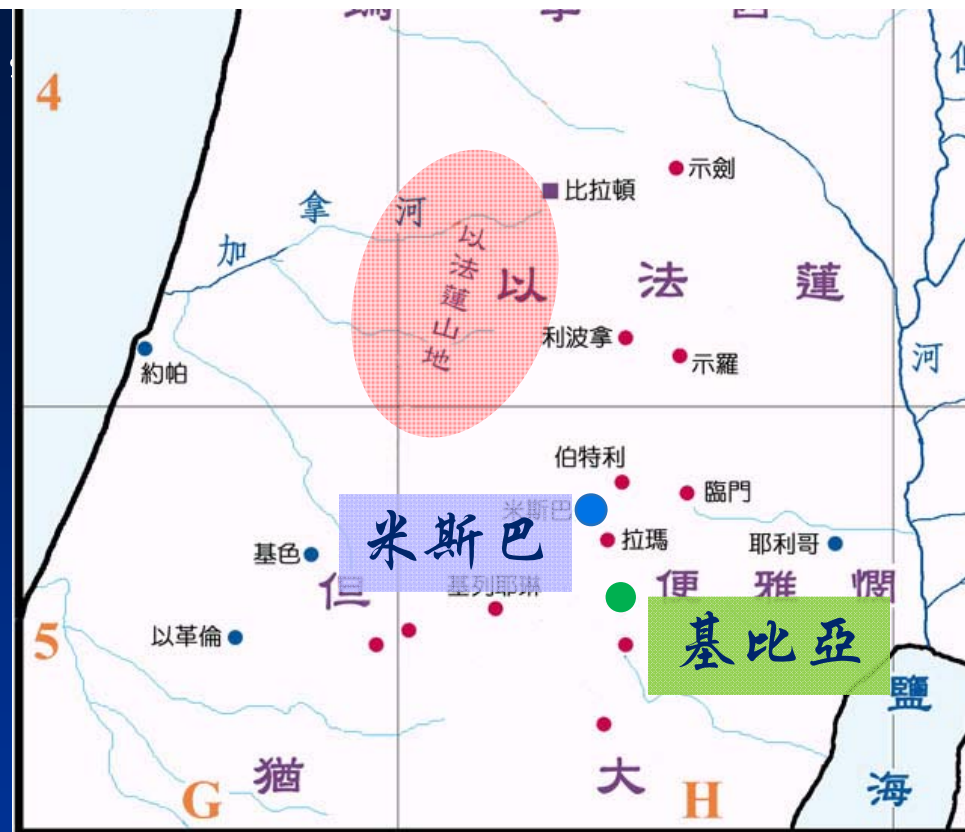 4
示劍
比拉頓
加拿河
以法蓮山地
以法蓮
利波拿
示羅
約帕
河
伯特利
臨門
米斯巴
米斯巴
拉瑪
耶利哥
基色
但
基列耶琳
便雅憫
基比亞
5
以革倫
鹽海
猶大
G
H